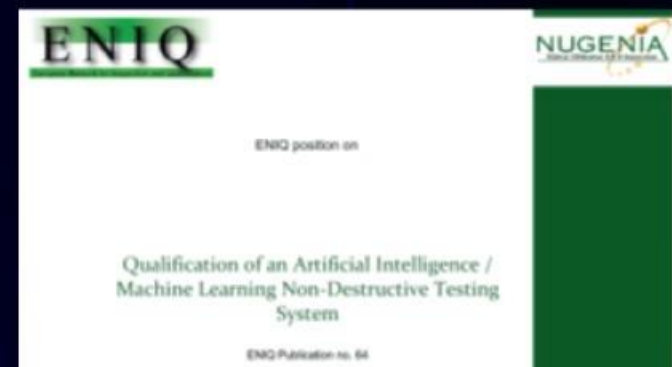 ENIQ
NUGENIA
ENIQ position on
Qualification of an Artificial Intelligence /
Machine Learning Non-Destructive Testing
System
ENIQ Publication no. 64